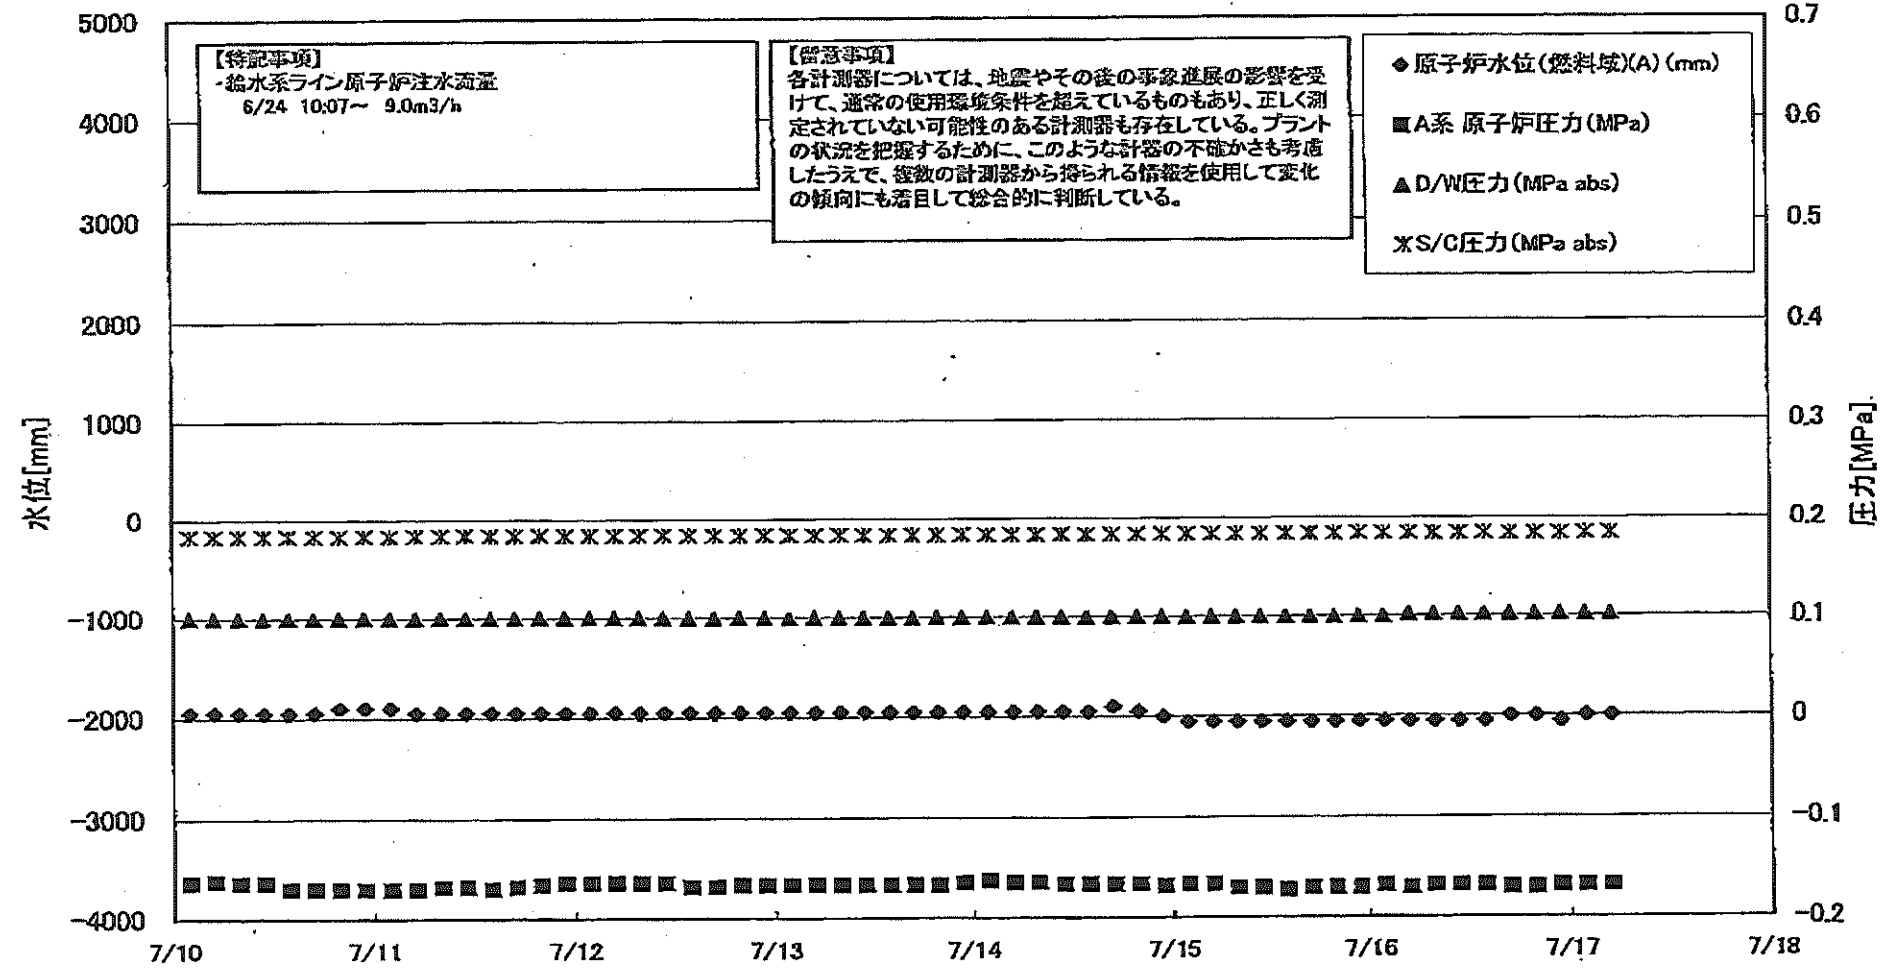 5000
4000
3000
2000
1000
0
-1000
-2000
-3000
-4000
水位[mm]
【特記事項】
・給水系ライン原子炉注水流量
6/24 10:07～ 9.0m3/h
【留意事項】
各計測器については、地震やその後の事象進展の影響を受
けて、通常の使用環境条件を超えているものもあり、正しく測
定されていない可能性のある計測器も存在している。プラント
の状況を把握するために、このような計器の不確かさも考慮
したうえで、複数の計測器から得られる情報を使用して変化
の傾向にも着目して総合的に判断している。
◆原子炉水位(燃料域)(A)(mm)
■A系 原子炉圧力(MPa)
▲D/W圧力(MPa abs)
ж S/C圧力(MPa abs)
0.7
0.6
0.5
0.4
0.3
0.2
0.1
0
-0.1
-0.2
圧力[MPa]
7/10 7/11 7/12 7/13 7/14 7/15 7/16 7/17 7/18